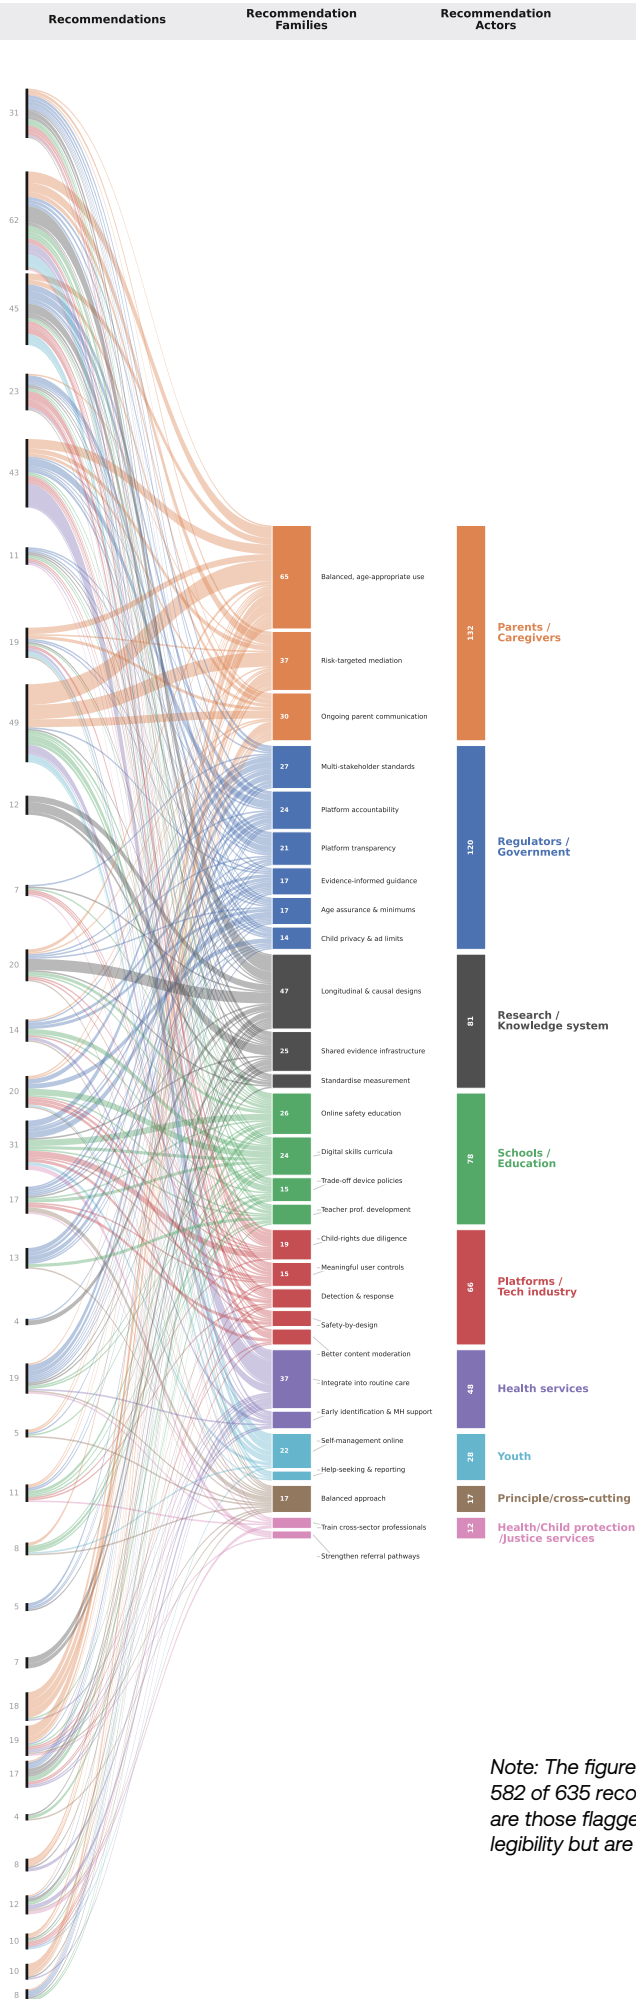 Recommendations
Recommendation
Families
Recommendation
Actors
31
62
45
23
43
11
19
49
12
7
20
14
20
31
17
13
4
19
5
11
8
5
7
18
19
17
4
8
12
10
10
8
65
Balanced, age-appropriate use
37
Risk-targeted mediation
30
Ongoing parent communication
27
Multi-stakeholder standards
24
Platform accountability
21
Platform transparency
17
Evidence-informed guidance
17
Age assurance & minimums
14
Child privacy & ad limits
47
Longitudinal & causal designs
25
Shared evidence infrastructure
Standardise measurement
26
Online safety education
24
Digital skills curricula
15
Trade-off device policies
Teacher prof. development
19
Child-rights due diligence
15
Meaningful user controls
Detection & response
Safety-by-design
Better content moderation
37
Integrate into routine care
Early identification & MH support
22
Self-management online
Help-seeking & reporting
17
Balanced approach
Train cross-sector professionals
Strengthen referral pathways
132
Parents /
Caregivers
120
Regulators /
Government
81
Research /
Knowledge system
78
Schools /
Education
66
Platforms /
Tech industry
48
Health services
28
Youth
17
Principle/cross-cutting
12
Health/Child protection
/Justice services
Note: The figure
582 of 635 reco
are those flagge
legibility but are